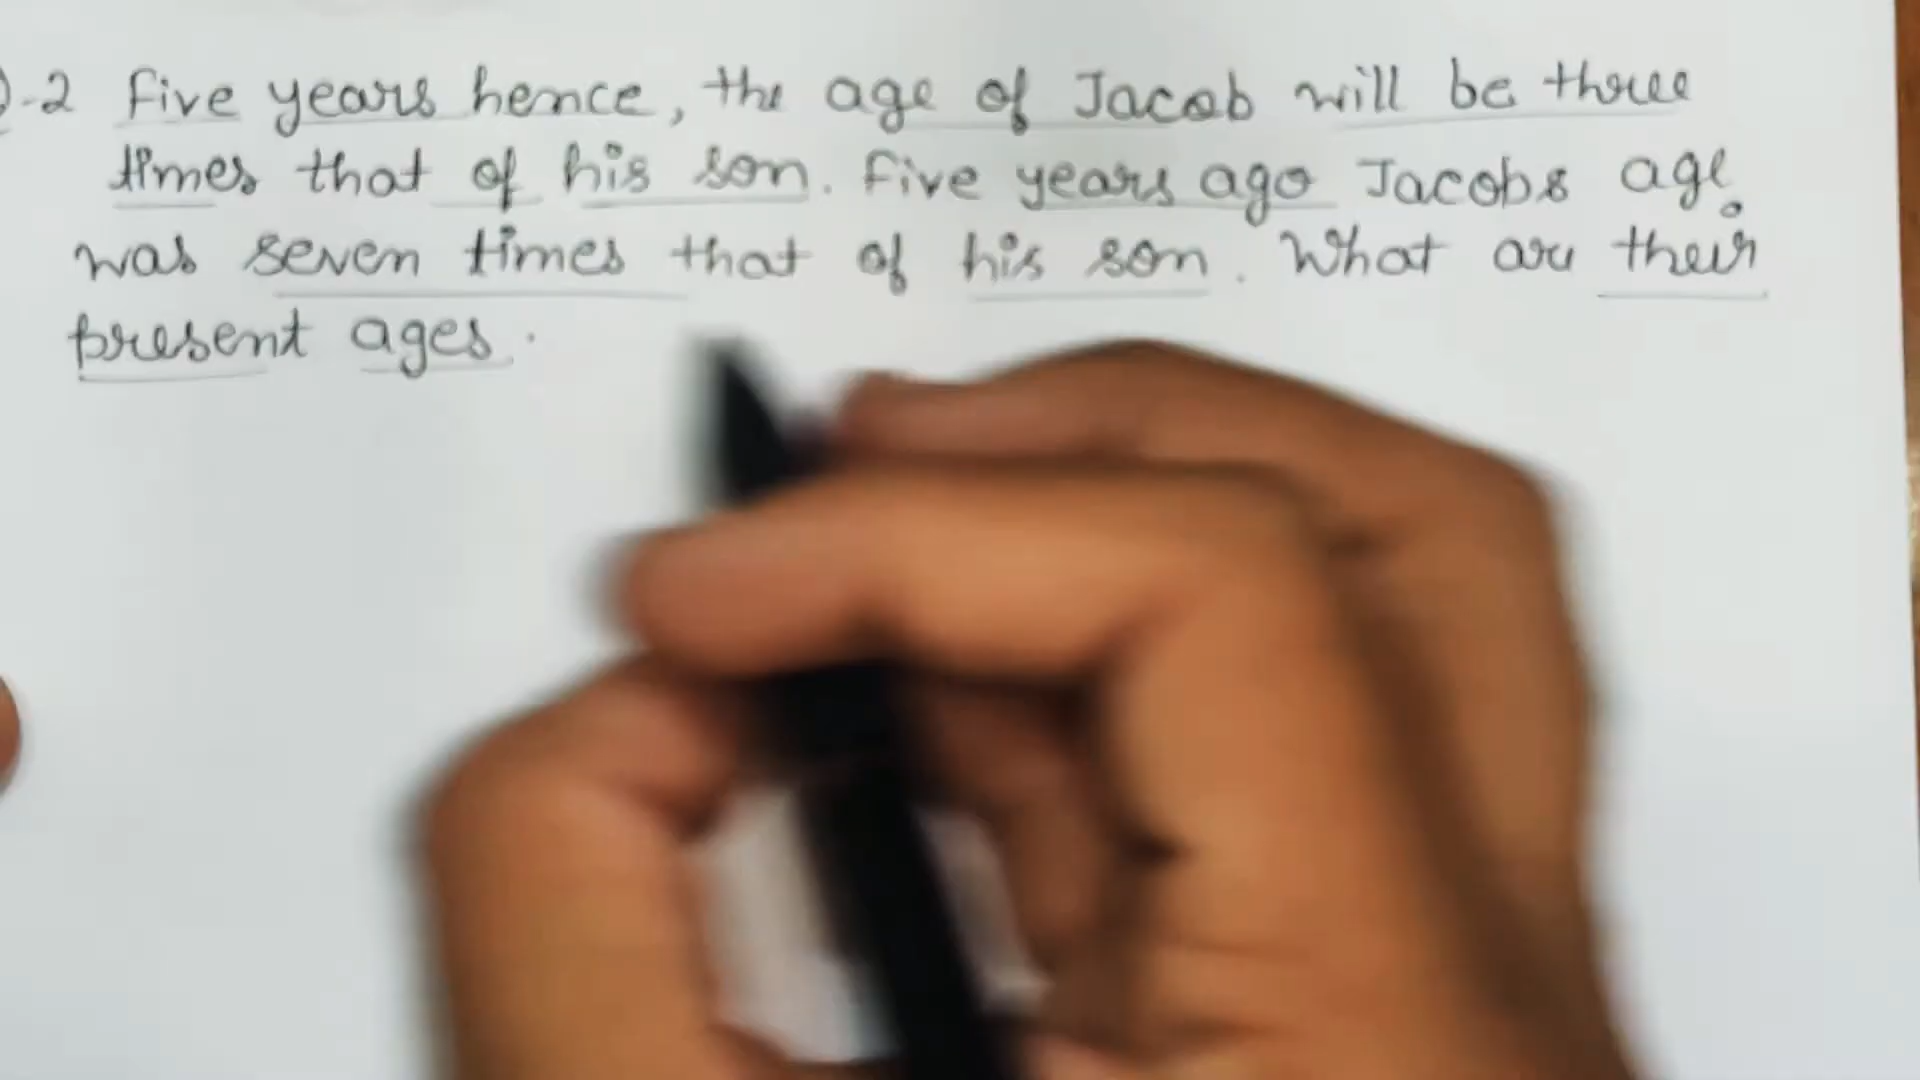 -2 Five years hence, the age of Jacob will be three
times that of his son. Five years ago Jacobs age
was seven times that of his son. What are their
present ages.